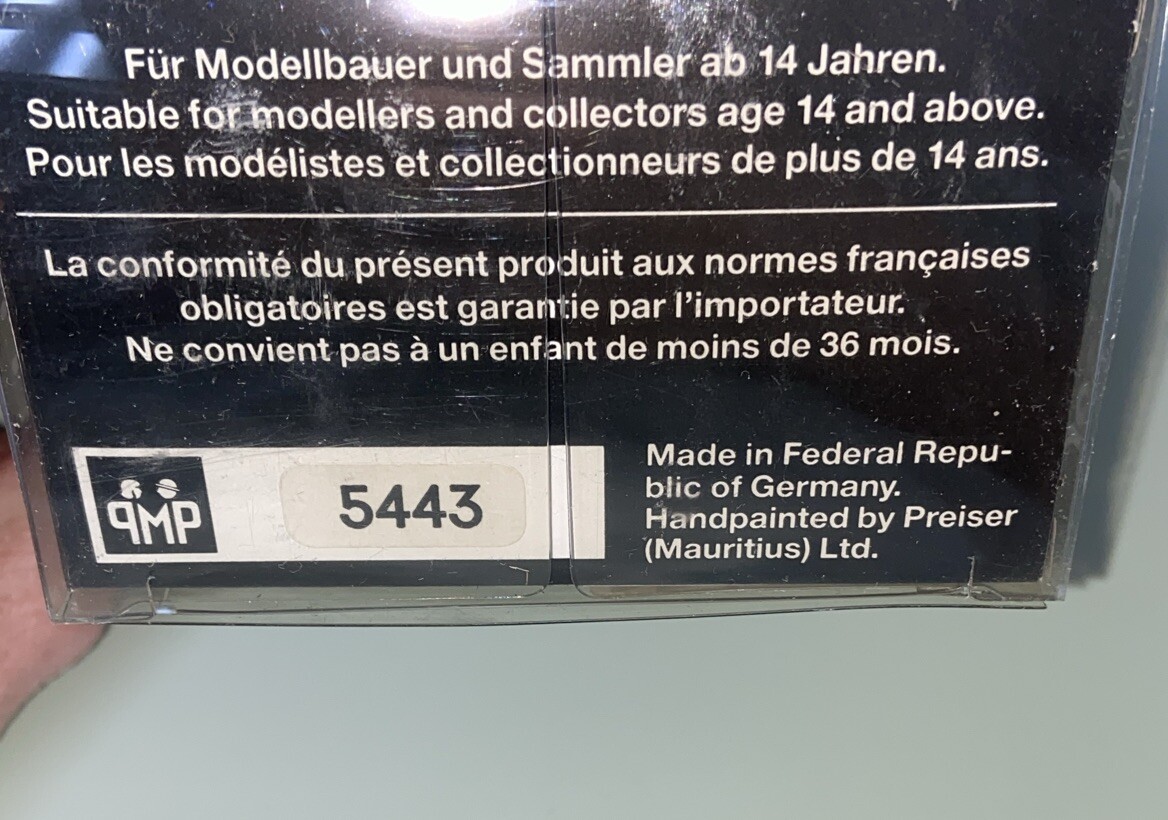 Für Modellbauer und Sammler ab 14 Jahren.
Suitable for modellers and collectors age 14 and above.
Pour les modélistes et collectionneurs de plus de 14 ans.
La conformité du présent produit aux normes françaises
obligatoires est garantie par l'importateur.
Ne convient pas à un enfant de moins de 36 mois.
PMP
5443
Made in Federal Repu-
blic of Germany.
Handpainted by Preiser
(Mauritius) Ltd.